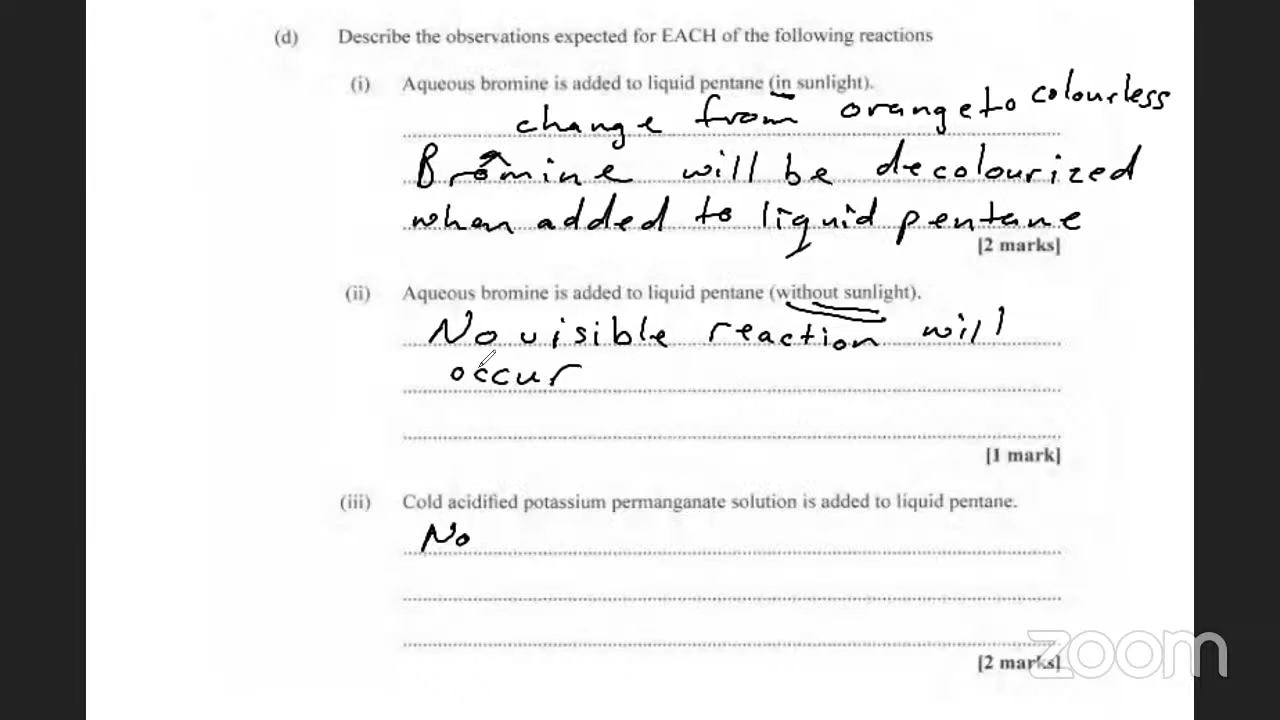 (d) Describe the observations expected for EACH of the following reactions
(i) Aqueous bromine is added to liquid pentane (in sunlight).
change from orange to colourless
Bromine will be decolourized
when added to liquid pentane
[2 marks]
(ii) Aqueous bromine is added to liquid pentane (without sunlight).
No visible reaction will
occur
[1 mark]
(iii) Cold acidified potassium permanganate solution is added to liquid pentane.
No
[2 marks]
zoom